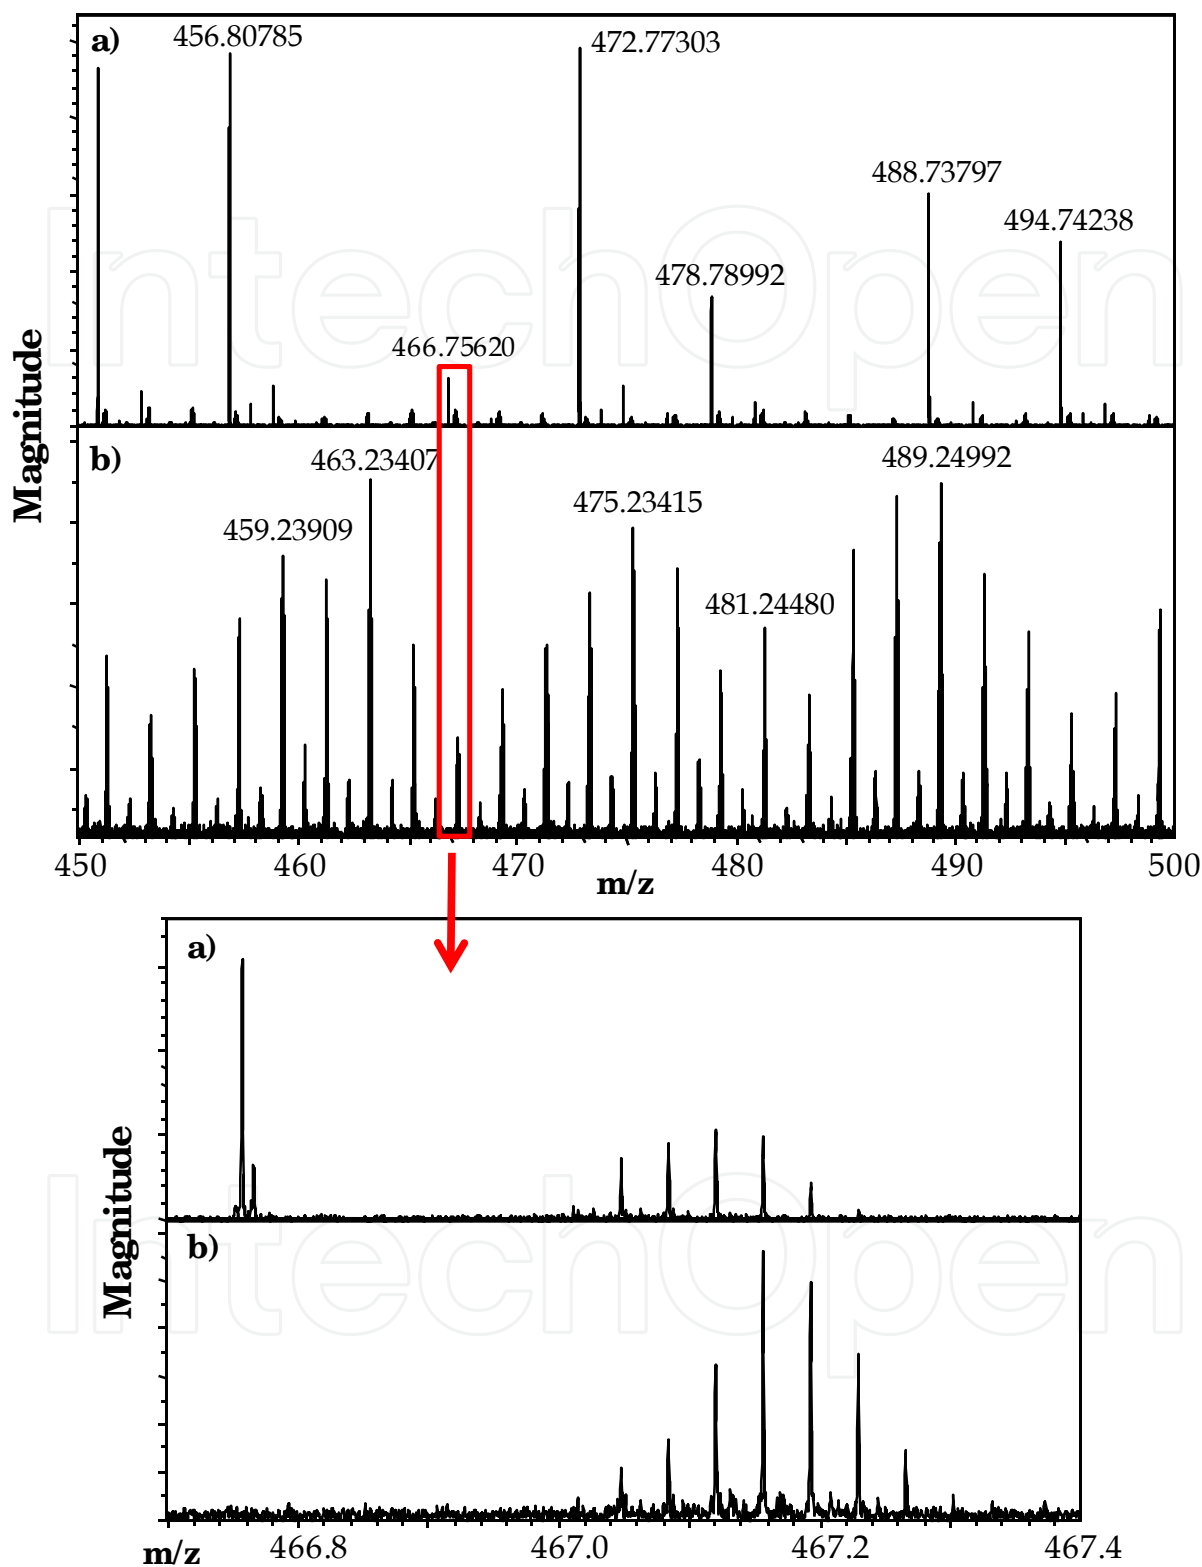 a)
456.80785
472.77303
488.73797
494.74238
478.78992
466.75620
IntechOpen
Magnitude
b)
463.23407
489.24992
475.23415
459.23909
481.24480
450 460 470 480 490 500
m/z
a)
Magnitude
b)
IntechOpen
m/z 466.8 467.0 467.2 467.4